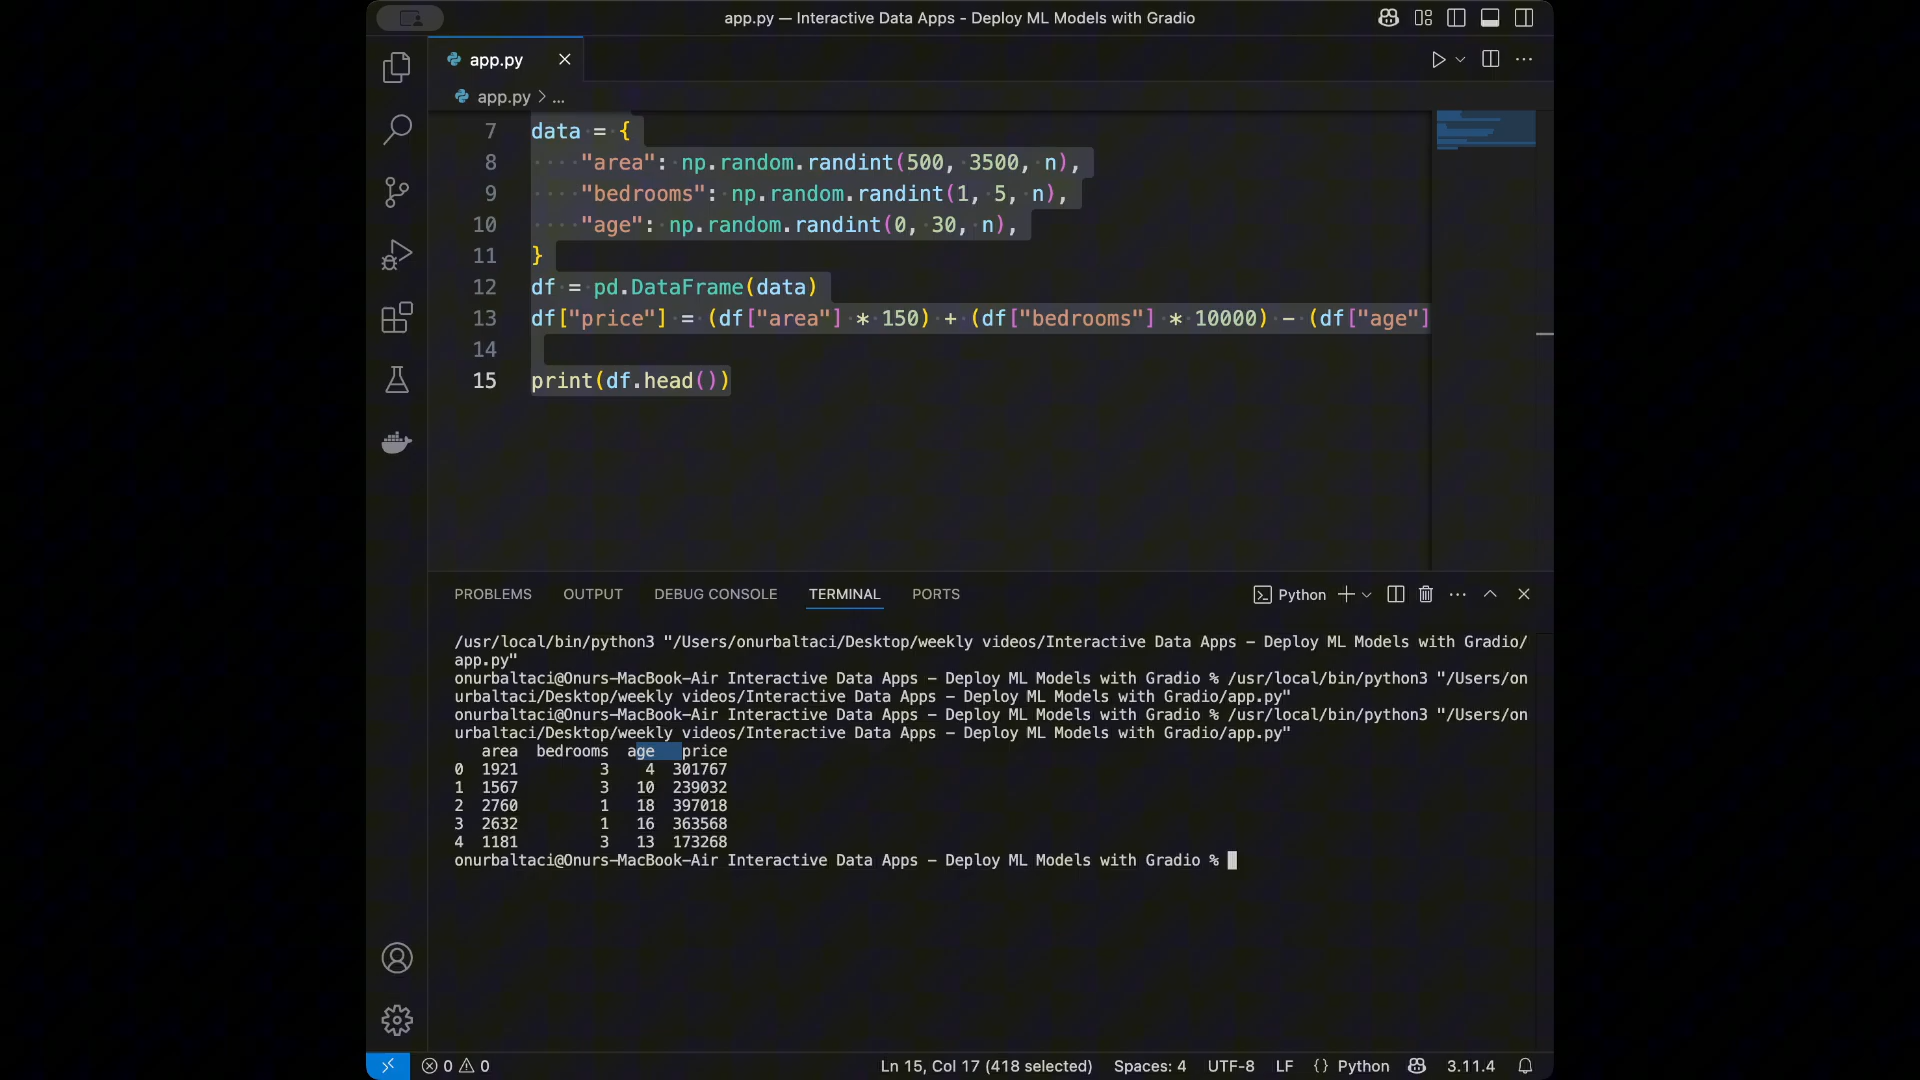 app.py — Interactive Data Apps - Deploy ML Models with Gradio
app.py
app.py > ...
7 data = {
8 "area": np.random.randint(500, 3500, n),
9 "bedrooms": np.random.randint(1, 5, n),
10 "age": np.random.randint(0, 30, n),
11 }
12 df = pd.DataFrame(data)
13 df["price"] = (df["area"] * 150) + (df["bedrooms"] * 10000) - (df["age"]
14
15 print(df.head())
PROBLEMS OUTPUT DEBUG CONSOLE TERMINAL PORTS Python
/usr/local/bin/python3 "/Users/onurbaltaci/Desktop/weekly videos/Interactive Data Apps - Deploy ML Models with Gradio/
app.py"
onurbaltaci@Onurs-MacBook-Air Interactive Data Apps - Deploy ML Models with Gradio % /usr/local/bin/python3 "/Users/on
urbaltaci/Desktop/weekly videos/Interactive Data Apps - Deploy ML Models with Gradio/app.py"
onurbaltaci@Onurs-MacBook-Air Interactive Data Apps - Deploy ML Models with Gradio % /usr/local/bin/python3 "/Users/on
urbaltaci/Desktop/weekly videos/Interactive Data Apps - Deploy ML Models with Gradio/app.py"
area bedrooms age price
0 1921 3 4 301767
1 1567 3 10 239032
2 2760 1 18 397018
3 2632 1 16 363568
4 1181 3 13 173268
onurbaltaci@Onurs-MacBook-Air Interactive Data Apps - Deploy ML Models with Gradio %
0 0 Ln 15, Col 17 (418 selected) Spaces: 4 UTF-8 LF {} Python 3.11.4